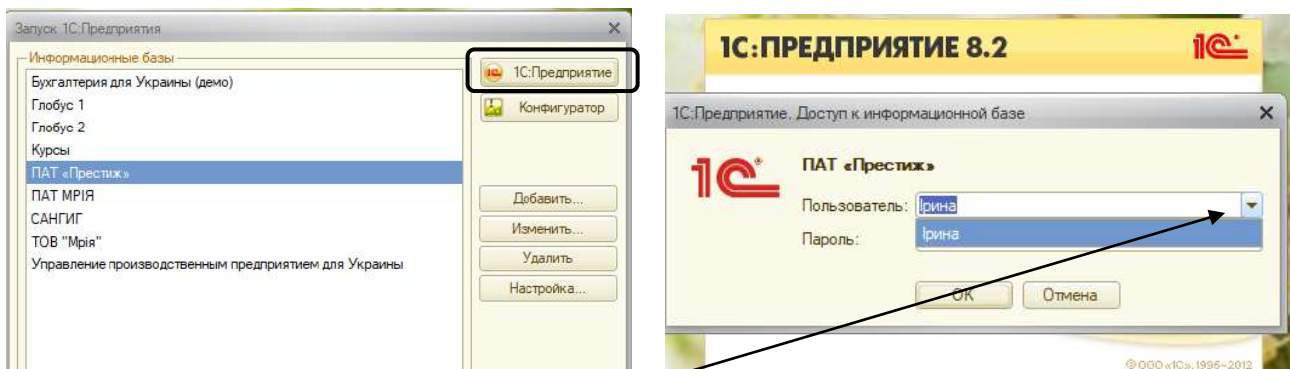 Запуск 1С:Предприятия
Информационные базы
Бухгалтерия для Украины (демо)
Глобус 1
Глобус 2
Курсы
ПАТ «Престиж»
ПАТ МРІЯ
САНГИГ
ТОВ "Мрія"
Управление производственным предприятием для Украины
1С:Предприятие
Конфигуратор
Добавить...
Изменить...
Удалить
Настройка...
1С:ПРЕДПРИЯТИЕ 8.2
1С
1С:Предприятие. Доступ к информационной базе
1С
ПАТ «Престиж»
Пользователь: Ірина
Ірина
Пароль:
ОК
Отмена
© ООО «1С», 1996-2012